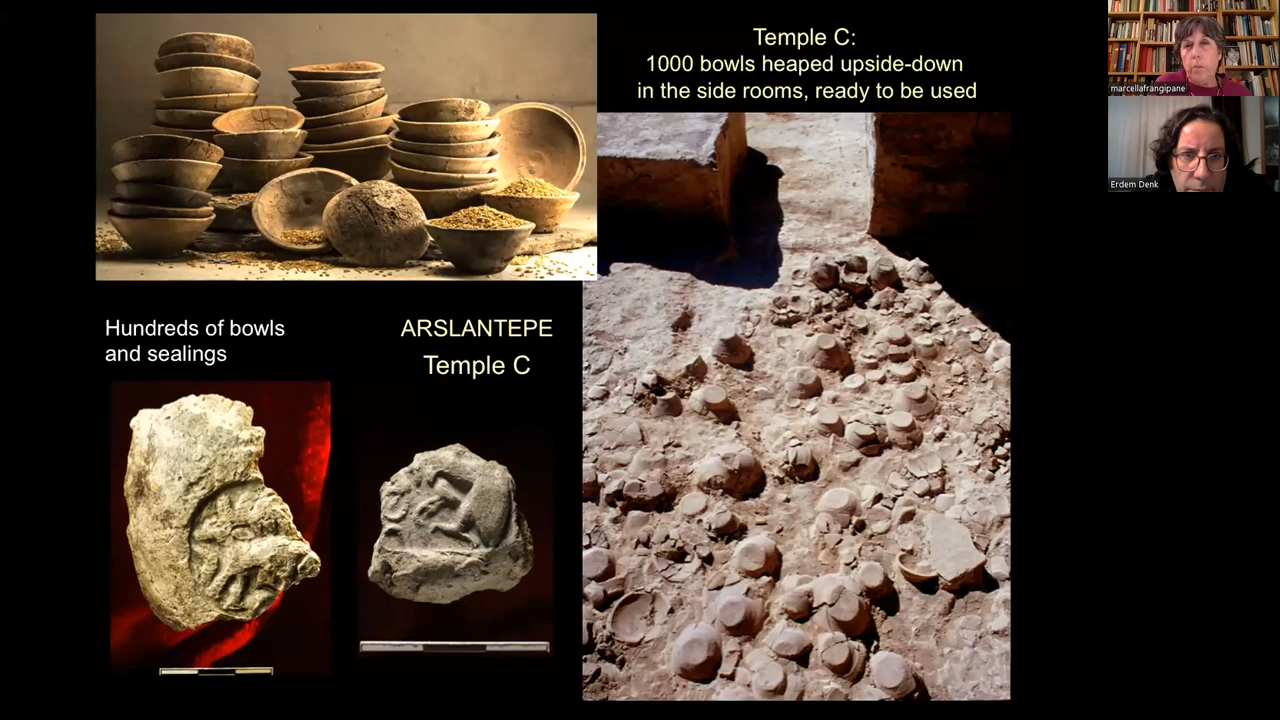 Temple C:
1000 bowls heaped upside-down
in the side rooms, ready to be used
Hundreds of bowls
and sealings
ARSLANTEPE
Temple C
marcellafrangipane
Erdem Denk